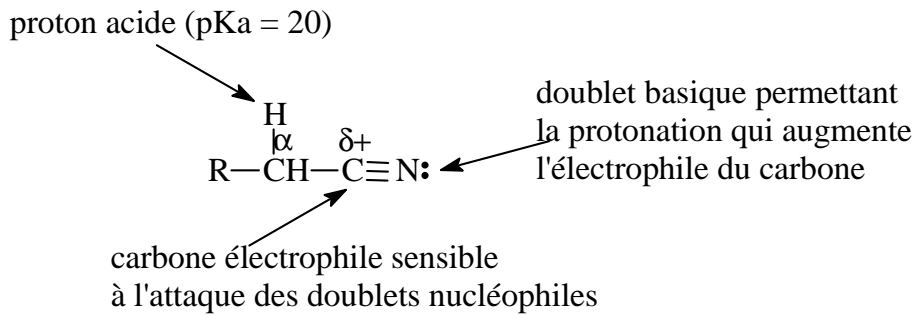 proton acide (pKa = 20)
doublet basique permettant
la protonation qui augmente
l'électrophile du carbone
H
α δ+
R—CH—C≡N:
carbone électrophile sensible
à l'attaque des doublets nucléophiles